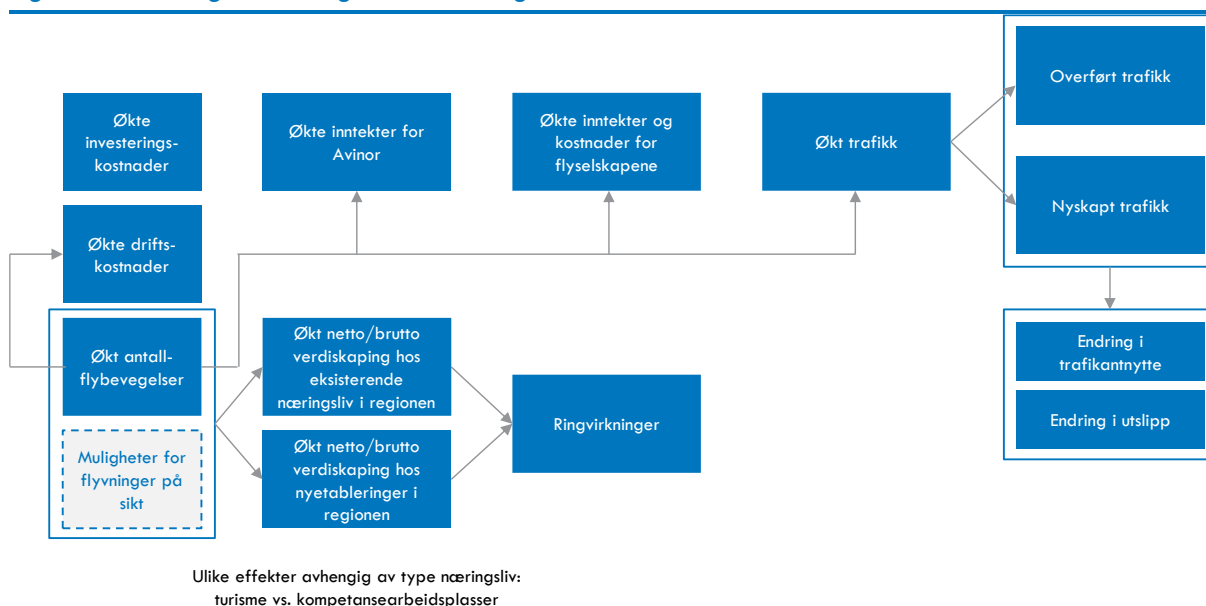 Økte
investerings-
kostnader
Økte inntekter for
Avinor
Økte inntekter og
kostnader for
flyselskapene
Økt trafikk
Overført trafikk
Nyskapt trafikk
Økte drifts-
kostnader
Økt antall-
flybevegelser
Muligheter for
flyvninger på
sikt
Økt netto/brutto
verdiskaping hos
eksisterende
næringsliv i regionen
Økt netto/brutto
verdiskaping hos
nyetableringer i
regionen
Ringvirkninger
Endring i
trafikantnytte
Endring i utslipp
Ulike effekter avhengig av type næringsliv:
turisme vs. kompetansearbeidsplasser